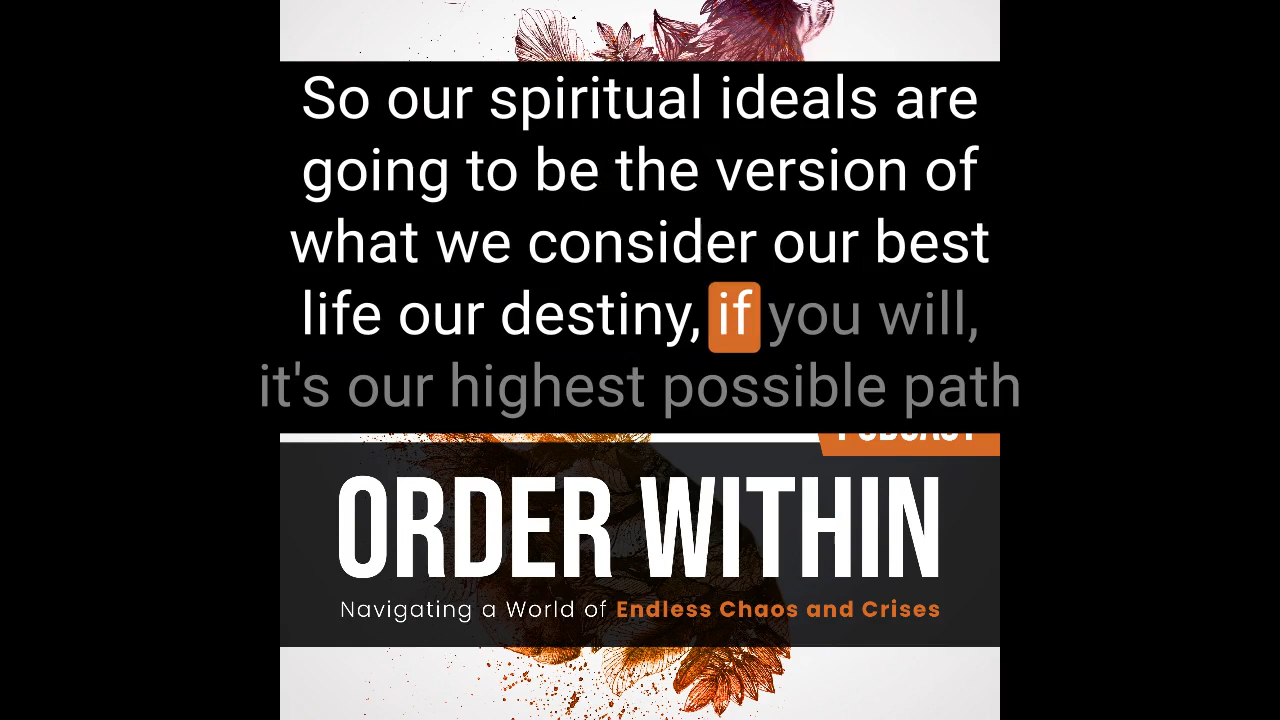 So our spiritual ideals are
going to be the version of
what we consider our best
life our destiny, if you will,
it's our highest possible path
PODCAST
ORDER WITHIN
Navigating a World of Endless Chaos and Crises